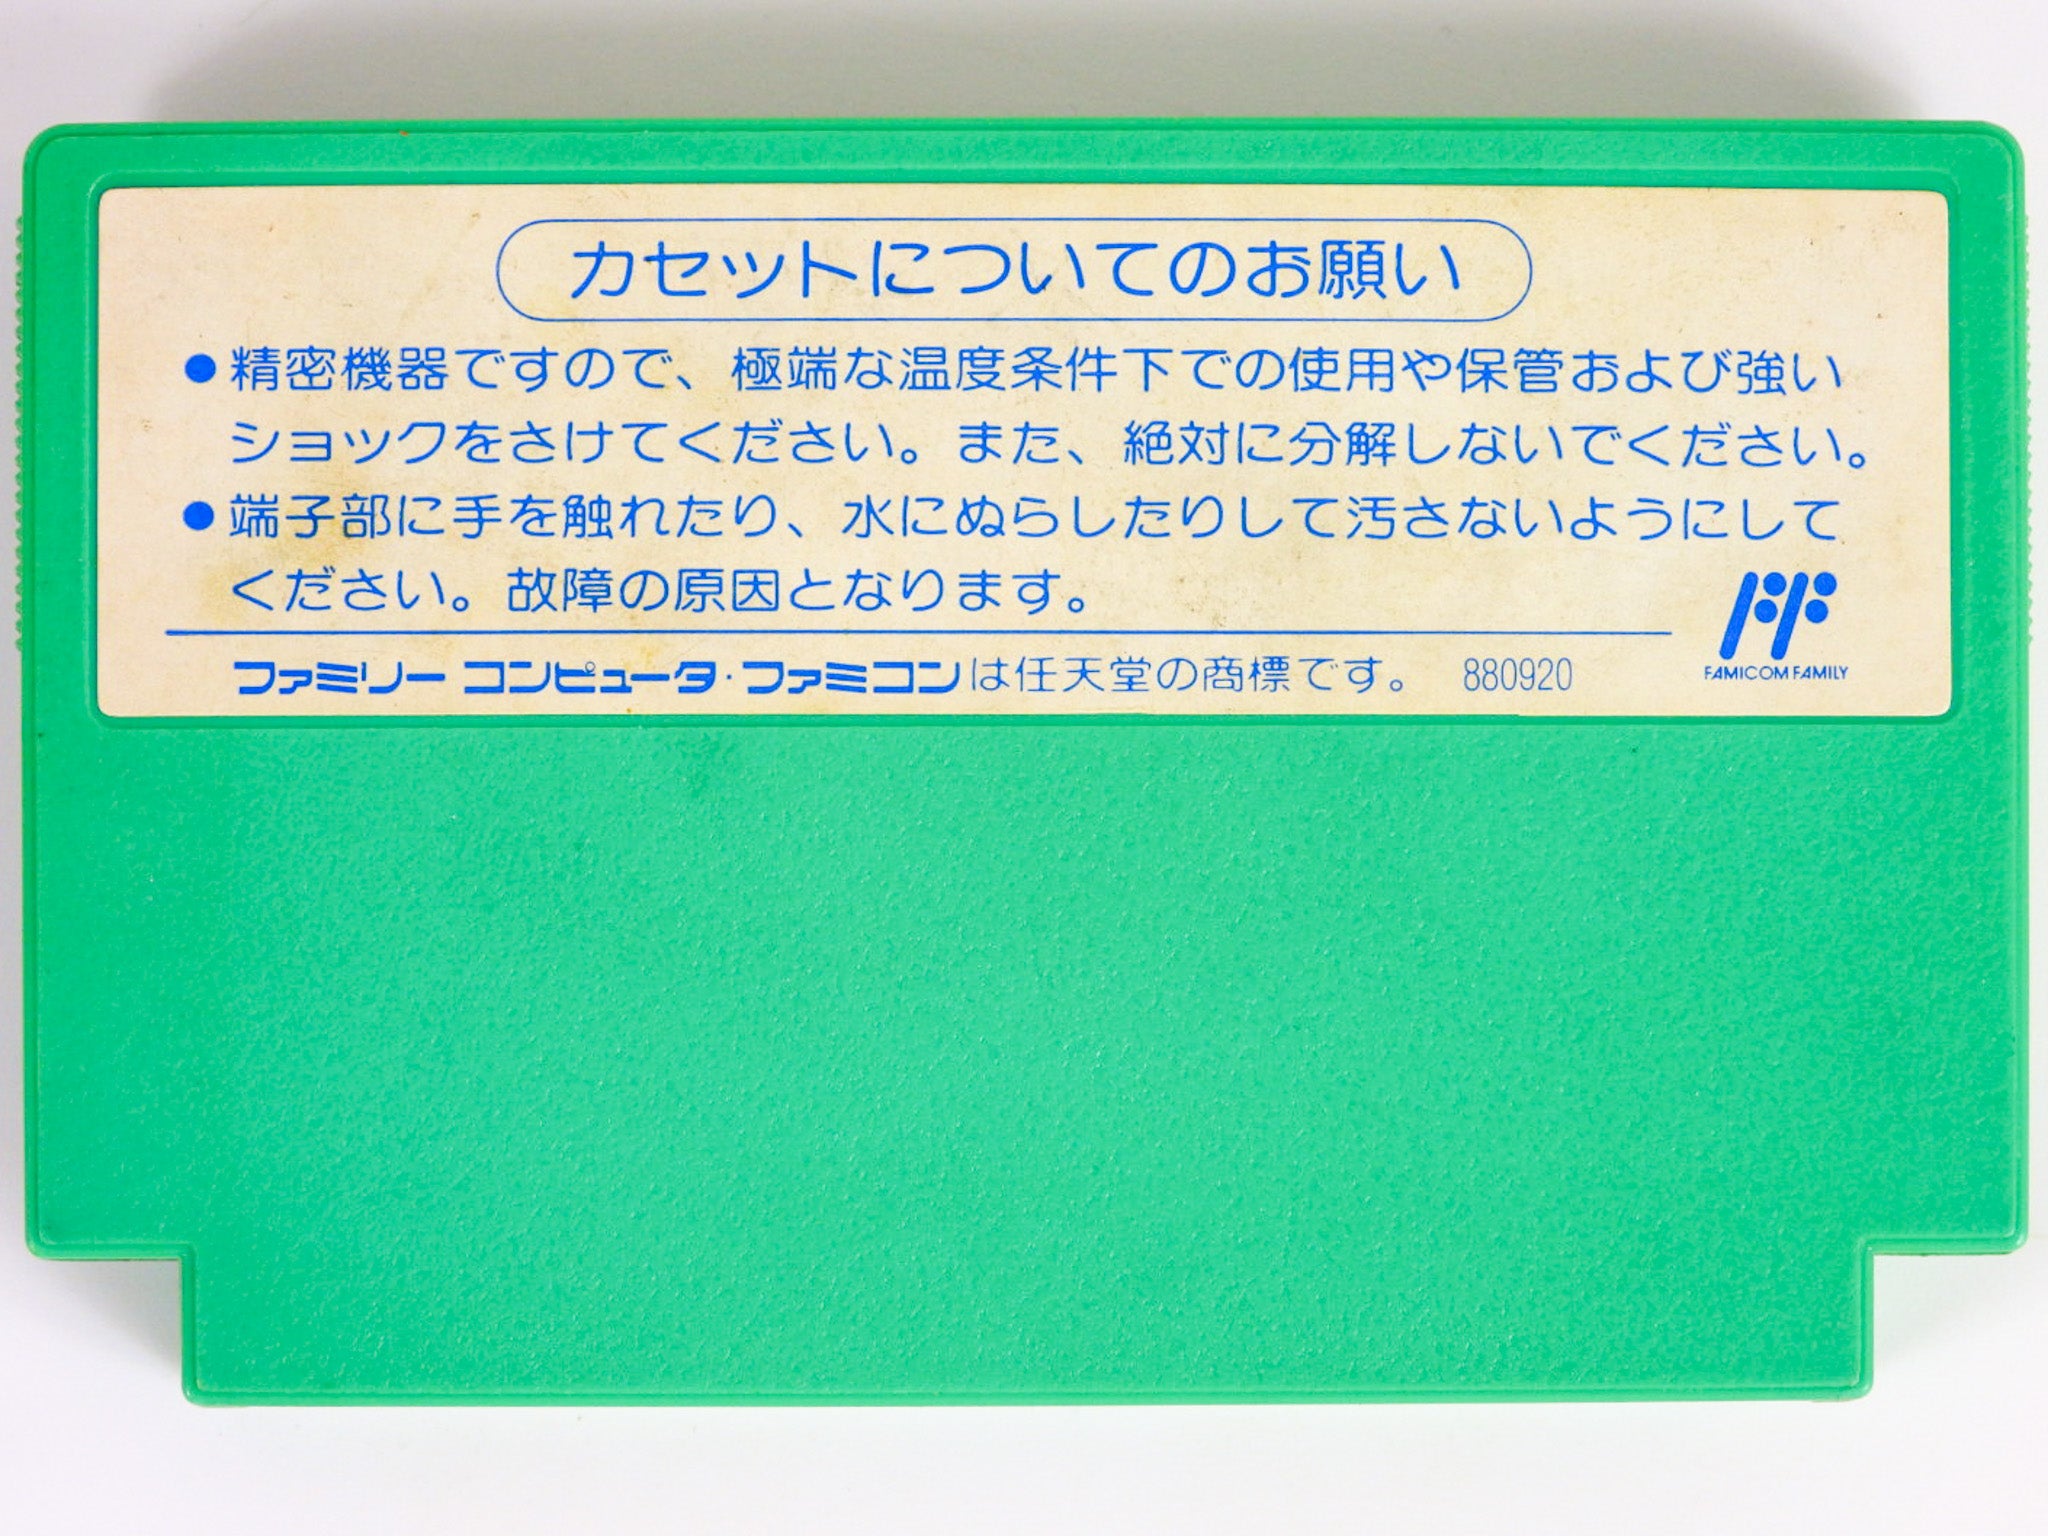 カセットについてのお願い
●精密機器ですので、極端な温度条件下での使用や保管および強い
ショックをさけてください。また、絶対に分解しないでください。
●端子部に手を触れたり、水にぬらしたりして汚さないようにして
ください。故障の原因となります。
ファミリー コンピュータ・ファミコンは任天堂の商標です。 880920
FAMICOM FAMILY